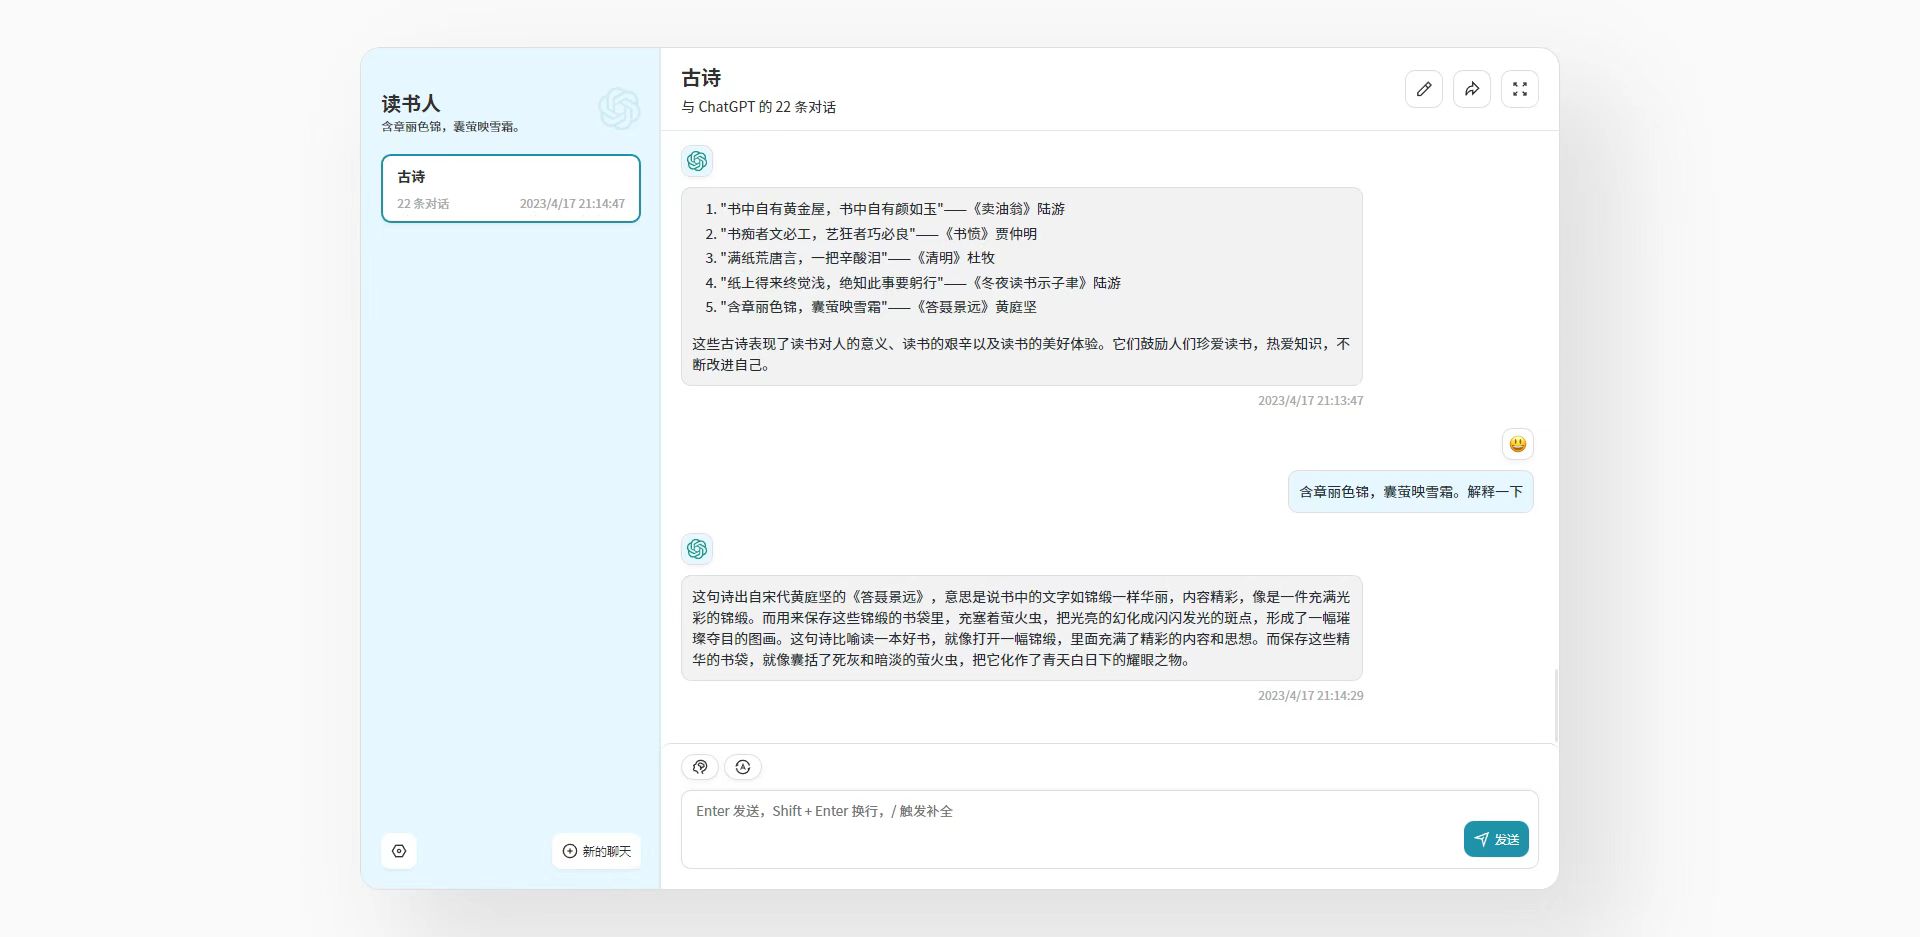 读书人
含章丽色锦，囊萤映雪霜。
古诗
22 条对话
2023/4/17 21:14:47
新的聊天
古诗
与 ChatGPT 的 22 条对话
1. "书中自有黄金屋，书中自有颜如玉"——《卖油翁》陆游
2. "书痴者文必工，艺狂者巧必良"——《书愤》贾仲明
3. "满纸荒唐言，一把辛酸泪"——《清明》杜牧
4. "纸上得来终觉浅，绝知此事要躬行"——《冬夜读书示子聿》陆游
5. "含章丽色锦，囊萤映雪霜"——《答聂景远》黄庭坚
这些古诗表现了读书对人的意义、读书的艰辛以及读书的美好体验。它们鼓励人们珍爱读书，热爱知识，不
断改进自己。
2023/4/17 21:13:47
含章丽色锦，囊萤映雪霜。解释一下
这句诗出自宋代黄庭坚的《答聂景远》，意思是说书中的文字如锦缎一样华丽，内容精彩，像是一件充满光
彩的锦缎。而用来保存这些锦缎的书袋里，充塞着萤火虫，把光亮的幻化成闪闪发光的斑点，形成了一幅璀
璨夺目的图画。这句诗比喻读一本好书，就像打开一幅锦缎，里面充满了精彩的内容和思想。而保存这些精
华的书袋，就像囊括了死灰和暗淡的萤火虫，把它化作了青天白日下的耀眼之物。
2023/4/17 21:14:29
Enter 发送，Shift + Enter 换行，/ 触发补全
发送